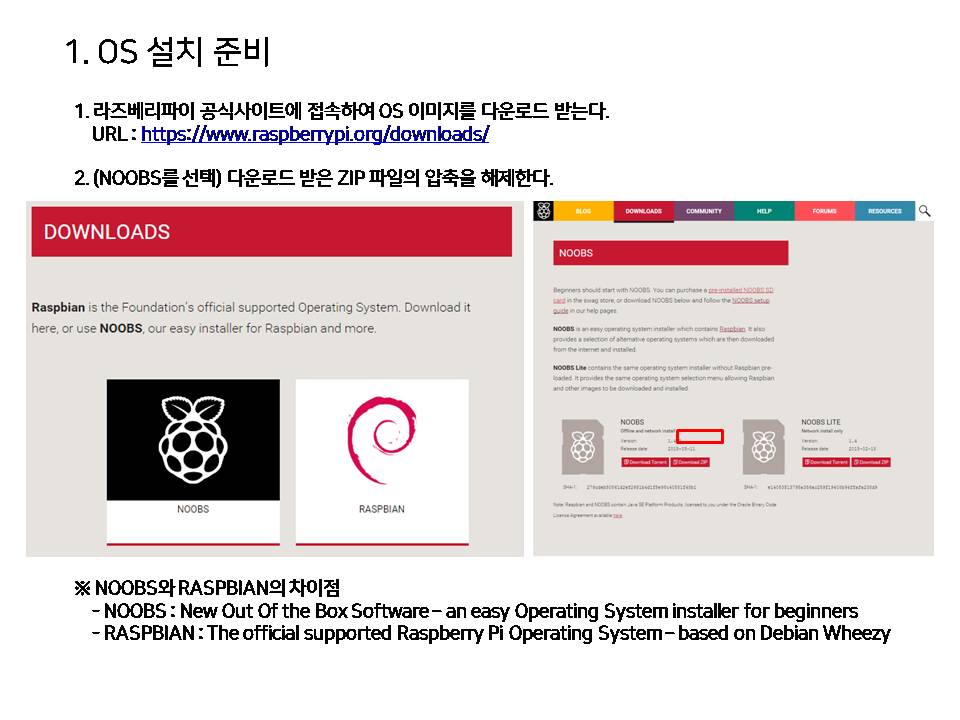 1. OS 설치 준비
1. 라즈베리파이 공식사이트에 접속하여 OS 이미지를 다운로드 받는다.
URL : https://www.raspberrypi.org/downloads/
2. (NOOBS를 선택) 다운로드 받은 ZIP 파일의 압축을 해제한다.
DOWNLOADS
Raspbian is the Foundation's official supported Operating System. Download it
here, or use NOOBS, our easy installer for Raspbian and more.
NOOBS
RASPBIAN
BLOG
DOWNLOADS
COMMUNITY
HELP
FORUMS
RESOURCES
NOOBS
Beginners should start with NOOBS. You can purchase a pre-installed NOOBS SD
card in the swag store, or download NOOBS below and follow the NOOBS setup
guide in our help pages.
NOOBS is an easy operating system installer which contains Raspbian. It also
provides a selection of alternative operating systems which are then downloaded
from the internet and installed.
NOOBS Lite contains the same operating system installer without Raspbian pre-
loaded. It provides the same operating system selection menu allowing Raspbian
and other images to be downloaded and installed.
NOOBS
Offline and network install
Version:
Release date:
Download Torrent
Download ZIP
SHA-1:
NOOBS LITE
Network install only
Version: 1.4
Release date:
Download Torrent
Download ZIP
SHA-1:
Note: Raspbian and NOOBS contain Java SE Platform Products, licensed to you under the Oracle Binary Code
License Agreement available here.
※ NOOBS와 RASPBIAN의 차이점
- NOOBS : New Out Of the Box Software – an easy Operating System installer for beginners
- RASPBIAN : The official supported Raspberry Pi Operating System – based on Debian Wheezy